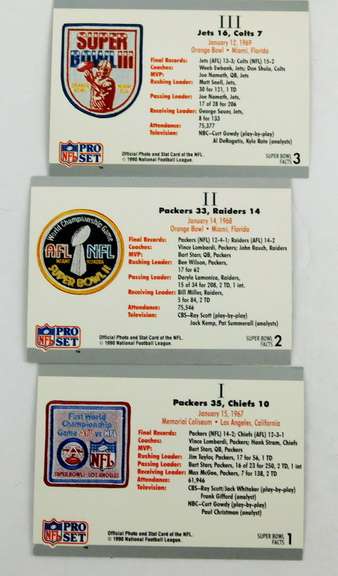 III
Jets 16, Colts 7
January 12, 1969
Orange Bowl • Miami, Florida
SUPER
BOWL III
Final Records: Jets (AFL) 13-3; Colts (NFL) 15-2
Coaches: Weeb Ewbank, Jets; Don Shula, Colts
MVP: Joe Namath, QB, Jets
Rushing Leader: Matt Snell, Jets,
30 for 121, 1 TD
Passing Leader: Joe Namath, Jets,
17 of 28 for 206
Receiving Leader: George Sauer, Jets,
8 for 133
Attendance: 75,377
Television: NBC–Curt Gowdy (play-by-play)
Al DeRogatis, Kyle Rote (analysts)
NFL PRO SET
Official Photo and Stat Card of the NFL.
© 1990 National Football League.
SUPER BOWL FACTS 3
II
Packers 33, Raiders 14
January 14, 1968
Orange Bowl • Miami, Florida
World Championship Game
AFL NFL
MIAMI FLORIDA
SUPER BOWL II
Final Records: Packers (NFL) 12-4-1; Raiders (AFL) 14-2
Coaches: Vince Lombardi, Packers; John Rauch, Raiders
MVP: Bart Starr, QB, Packers
Rushing Leader: Ben Wilson, Packers,
17 for 62
Passing Leader: Daryle Lamonica, Raiders,
15 of 34 for 208, 2 TD, 1 int.
Receiving Leader: Bill Miller, Raiders,
5 for 84, 2 TD
Attendance: 75,546
Television: CBS–Ray Scott (play-by-play)
Jack Kemp, Pat Summerall (analysts)
NFL PRO SET
Official Photo and Stat Card of the NFL.
© 1990 National Football League.
SUPER BOWL FACTS 2
I
Packers 35, Chiefs 10
January 15, 1967
Memorial Coliseum • Los Angeles, California
First World
Championship
Game AFL vs NFL
NFL
SUPER BOWL • LOS ANGELES
Final Records: Packers (NFL) 14-2; Chiefs (AFL) 12-3-1
Coaches: Vince Lombardi, Packers; Hank Stram, Chiefs
MVP: Bart Starr, QB, Packers
Rushing Leader: Jim Taylor, Packers, 17 for 56, 1 TD
Passing Leader: Bart Starr, Packers, 16 of 23 for 250, 2 TD, 1 int.
Receiving Leader: Max McGee, Packers, 7 for 138, 2 TD
Attendance: 61,946
Television: CBS–Ray Scott/Jack Whitaker (play-by-play)
Frank Gifford (analyst)
NBC–Curt Gowdy (play-by-play)
Paul Christman (analyst)
NFL PRO SET
Official Photo and Stat Card of the NFL.
© 1990 National Football League.
SUPER BOWL FACTS 1